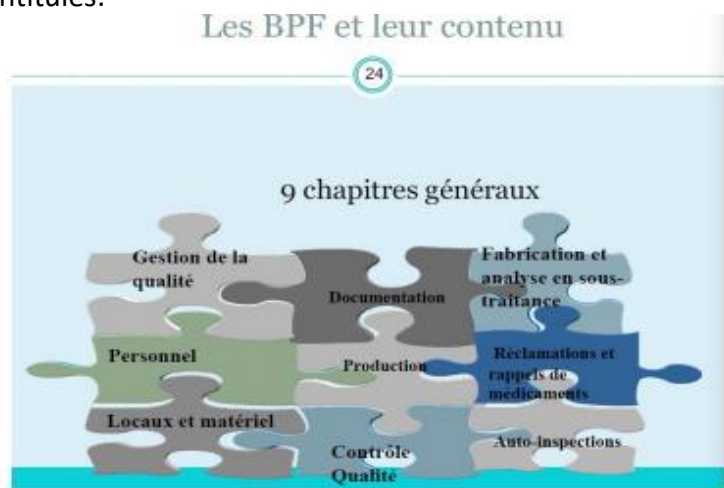 ntitulés:
Les BPF et leur contenu
24
9 chapitres généraux
Gestion de la
qualité
Documentation
Fabrication et
analyse en sous-
traitance
Personnel
Production
Réclamations et
rappels de
médicaments
Locaux et matériel
Contrôle
Qualité
Auto-inspections